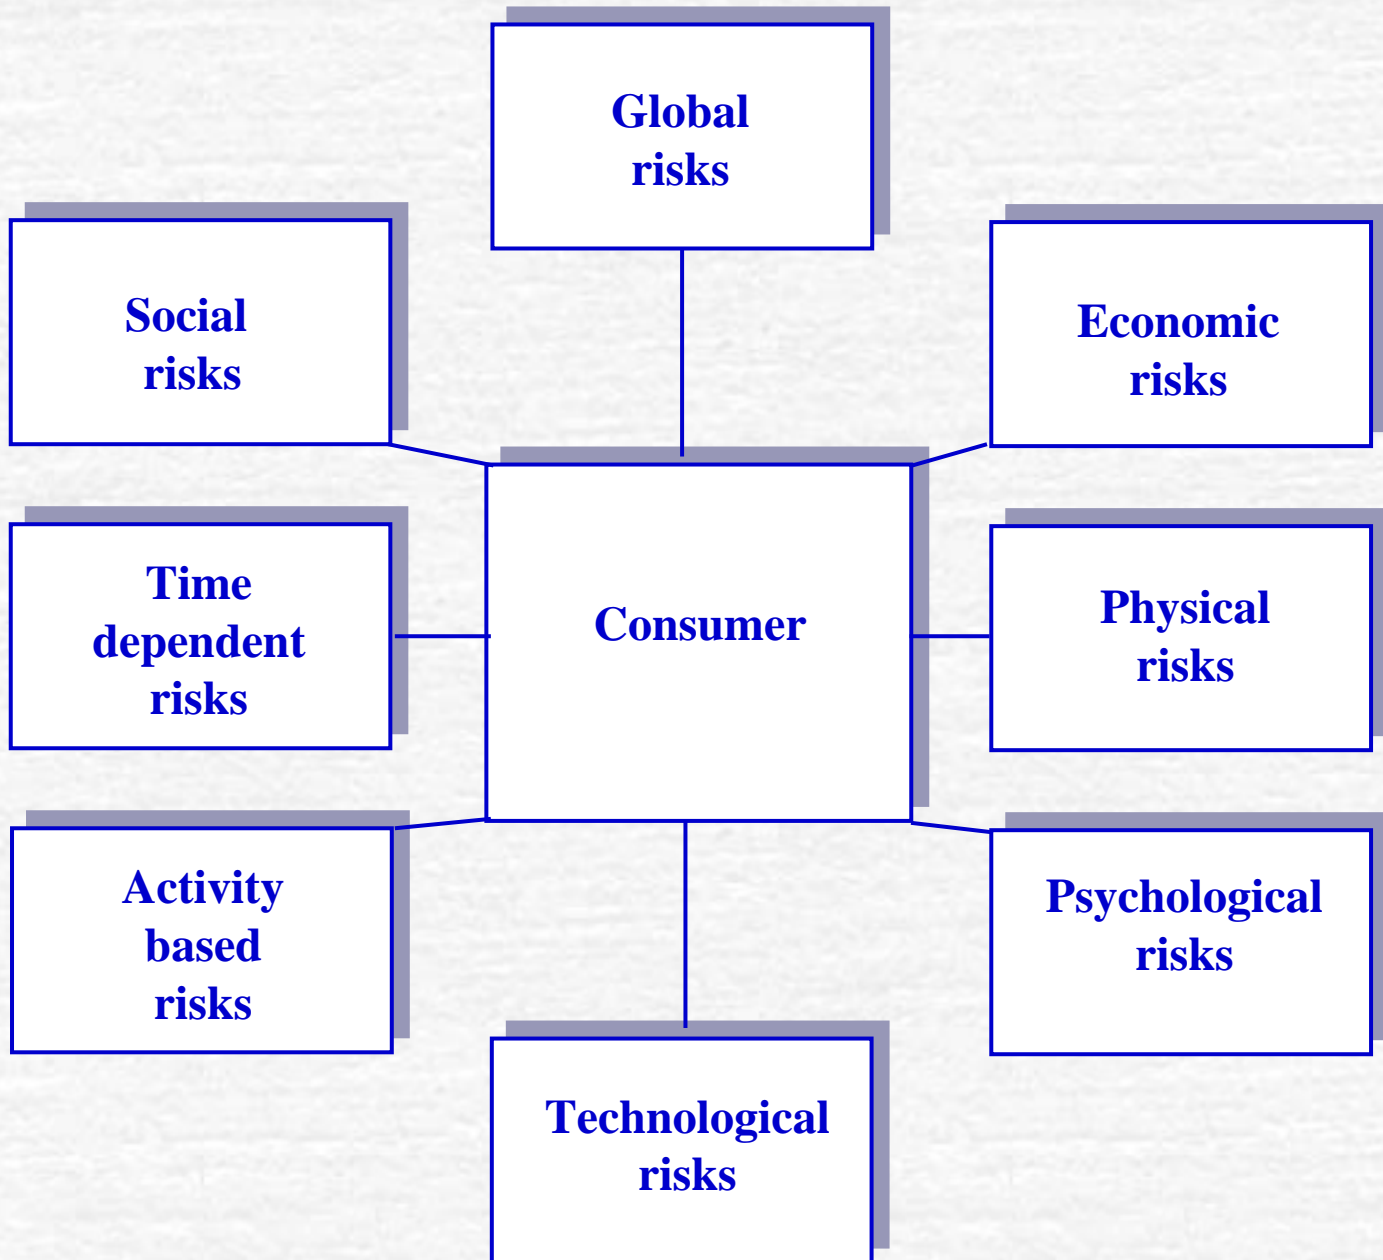 Global
risks
Social
risks
Economic
risks
Time
dependent
risks
Consumer
Physical
risks
Activity
based
risks
Psychological
risks
Technological
risks